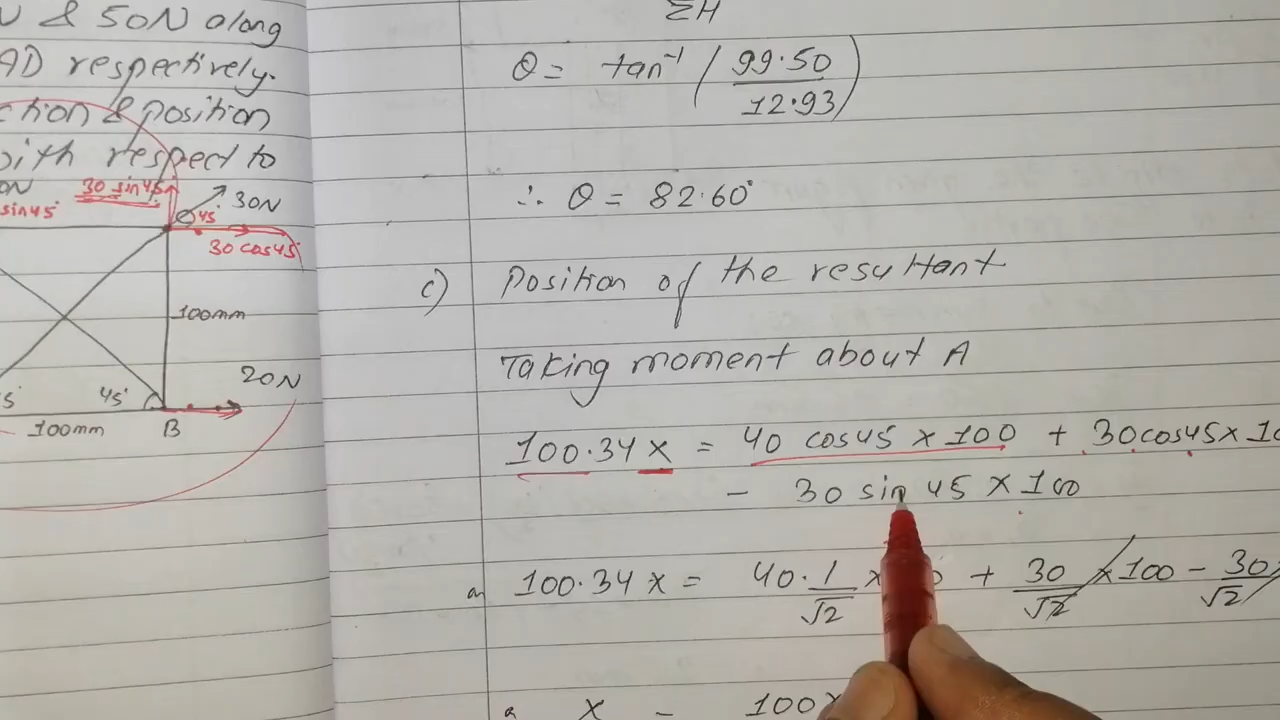 & 50N along
AD respectively.
ction & position
with respect to
30 sin45
30N
sin45°
45
30 cos45
100mm
20N
45°
100mm
B
ΣH
θ = tan⁻¹ ( 99.50 / 12.93 )
∴ θ = 82.60°
c) Position of the resultant
Taking moment about A
100.34 x = 40 cos45 × 100 + 30cos45×10
- 30 sin 45 × 100
100.34 x = 40. 1/√2 × + 30/√2 × 100 - 30/√2
x = 100×